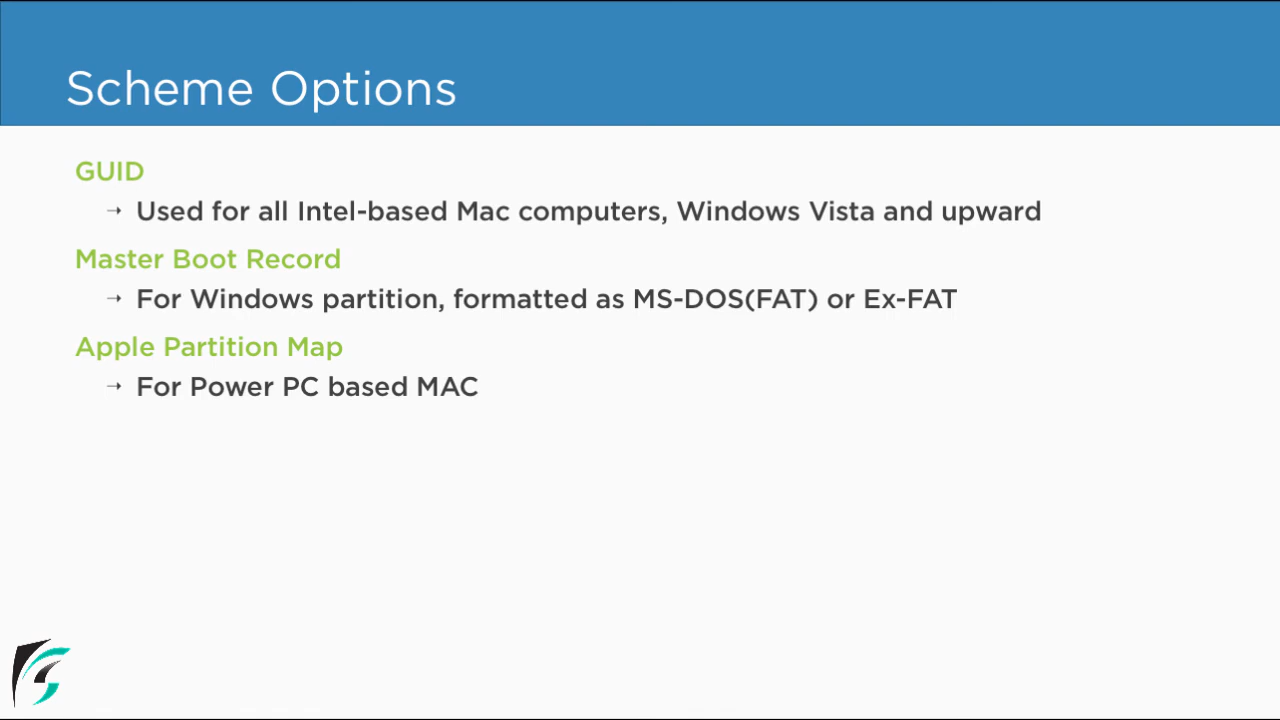 Scheme Options
GUID
→ Used for all Intel-based Mac computers, Windows Vista and upward
Master Boot Record
→ For Windows partition, formatted as MS-DOS(FAT) or Ex-FAT
Apple Partition Map
→ For Power PC based MAC